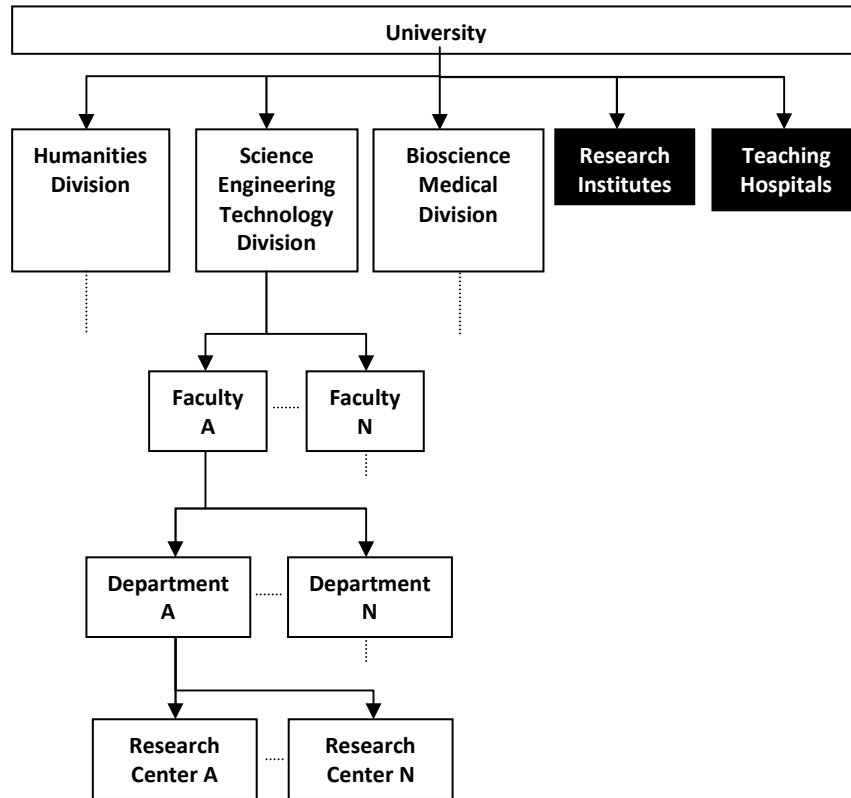 University
Humanities
Division
Science
Engineering
Technology
Division
Bioscience
Medical
Division
Research
Institutes
Teaching
Hospitals
Faculty
A
Faculty
N
Department
A
Department
N
Research
Center A
Research
Center N